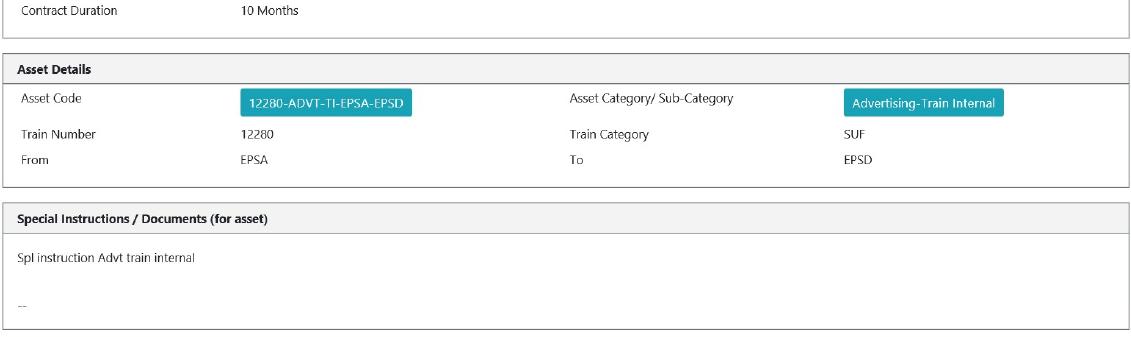 Contract Duration 10 Months
Asset Details
Asset Code 12280-ADVT-TI-EPSA-EPSD Asset Category/ Sub-Category Advertising-Train Internal
Train Number 12280 Train Category SUF
From EPSA To EPSD
Special Instructions / Documents (for asset)
Spl instruction Advt train internal
--